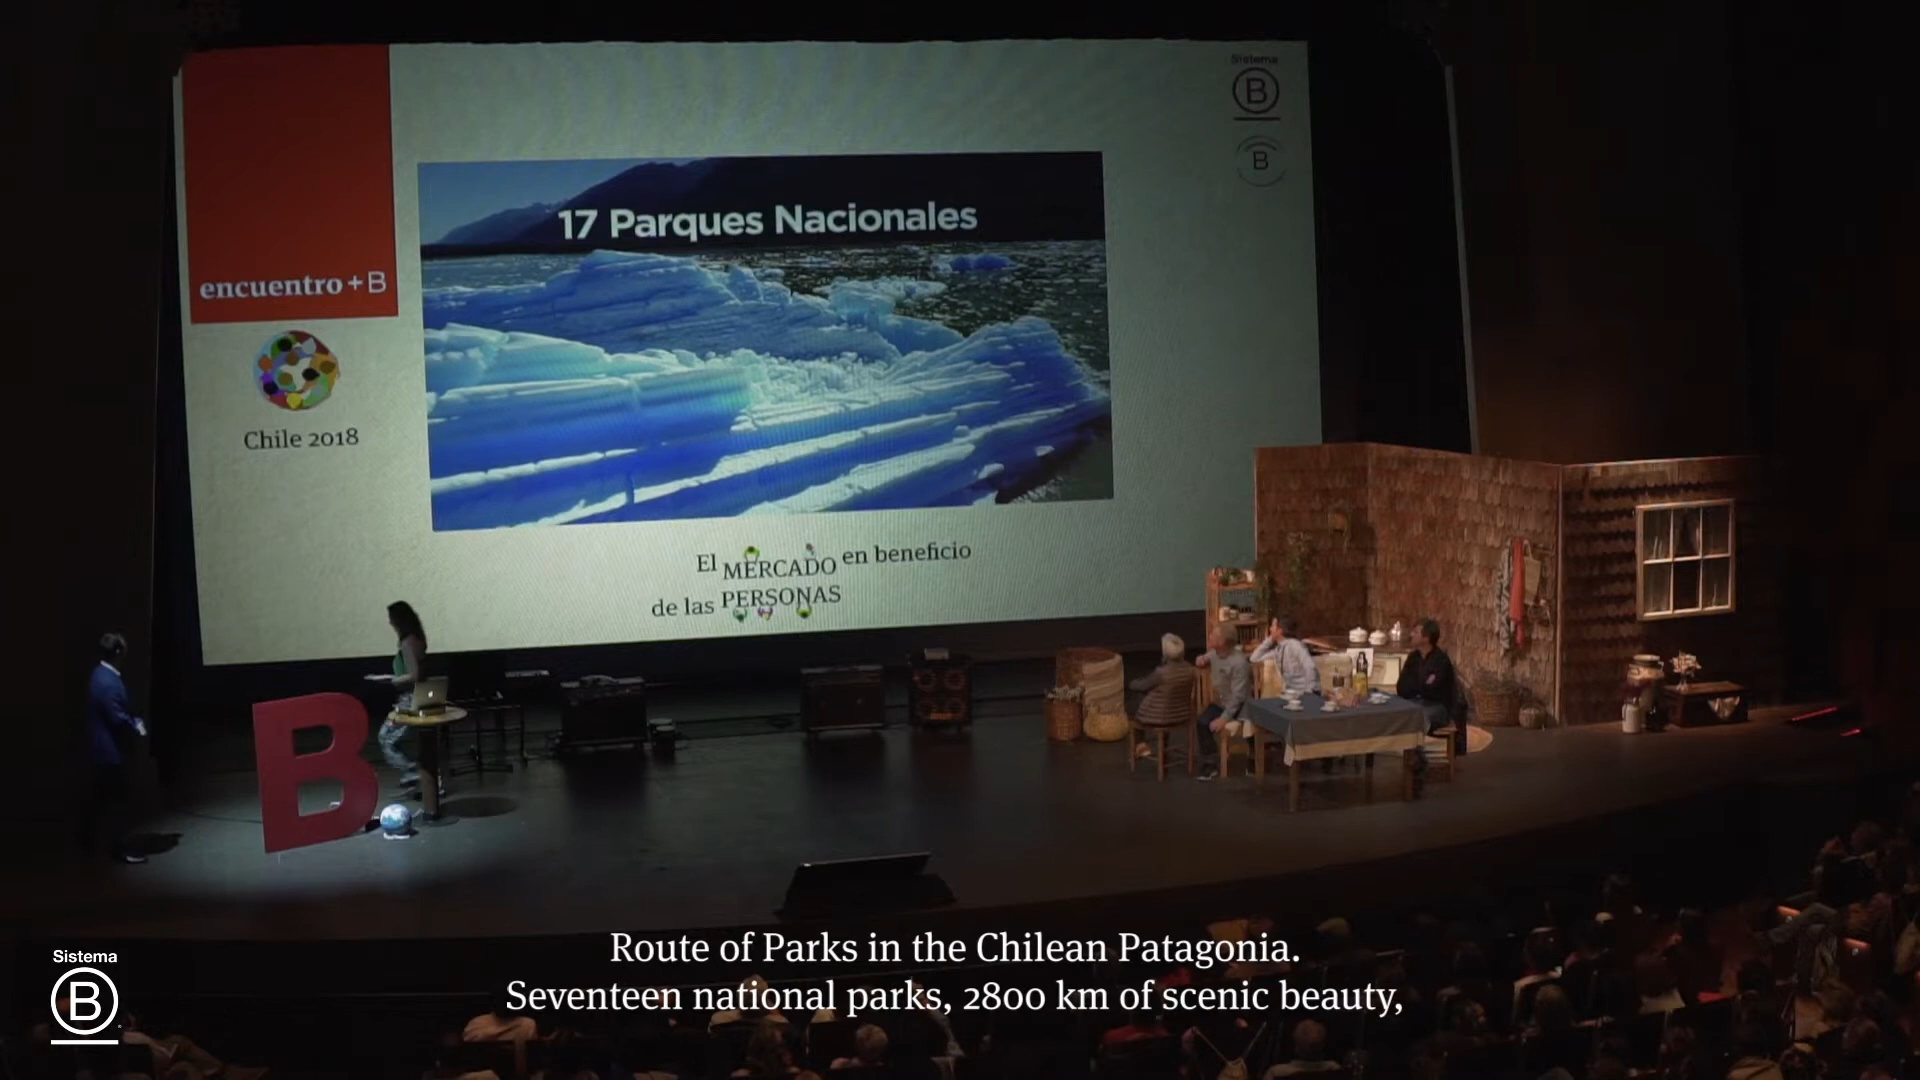 Sistema
B
B
17 Parques Nacionales
encuentro+B
Chile 2018
El MERCADO en beneficio
de las PERSONAS
B
Route of Parks in the Chilean Patagonia.
Seventeen national parks, 2800 km of scenic beauty,
Sistema
B